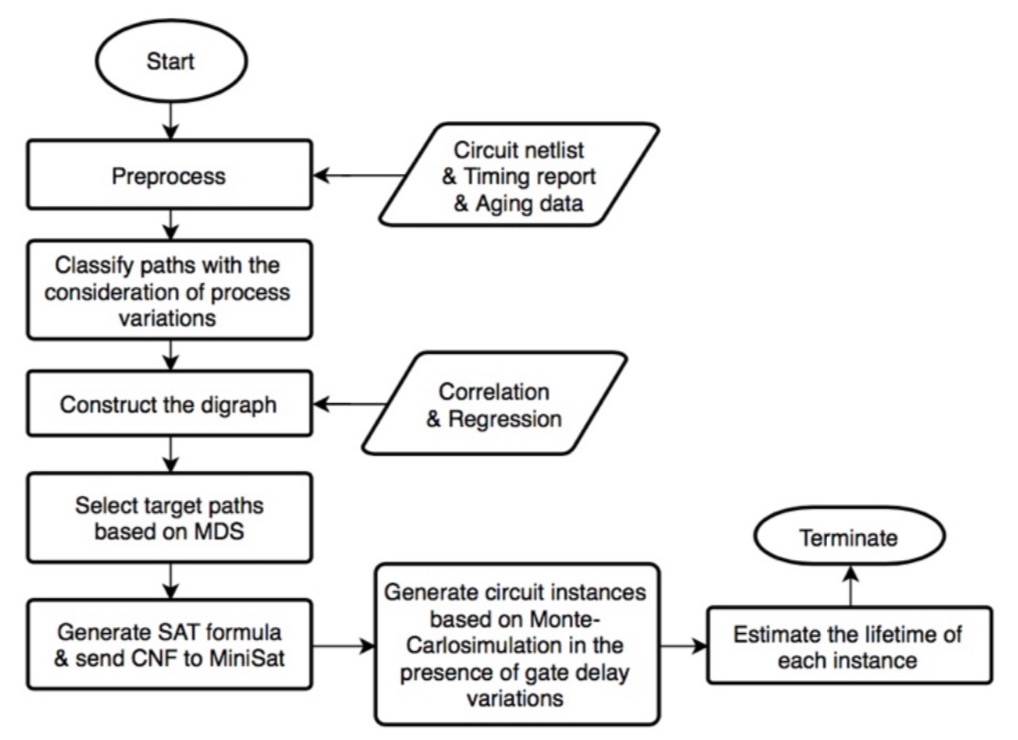 Start
Preprocess
Circuit netlist
& Timing report
& Aging data
Classify paths with the
consideration of process
variations
Construct the digraph
Correlation
& Regression
Select target paths
based on MDS
Generate SAT formula
& send CNF to MiniSat
Generate circuit instances
based on Monte-
Carlosimulation in the
presence of gate delay
variations
Estimate the lifetime of
each instance
Terminate